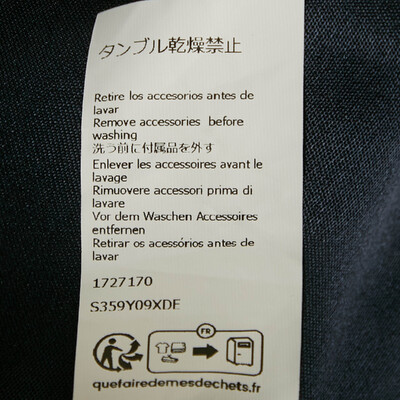 タンブル乾燥禁止
Retire los accesorios antes de
lavar
Remove accessories before
washing
洗う前に付属品を外す
Enlever les accessoires avant le
lavage
Rimuovere accessori prima di
lavare
Vor dem Waschen Accessoires
entfernen
Retirar os acessórios antes de
lavar
1727170
S359Y09XDE
FR
quefairedemesdechets.fr